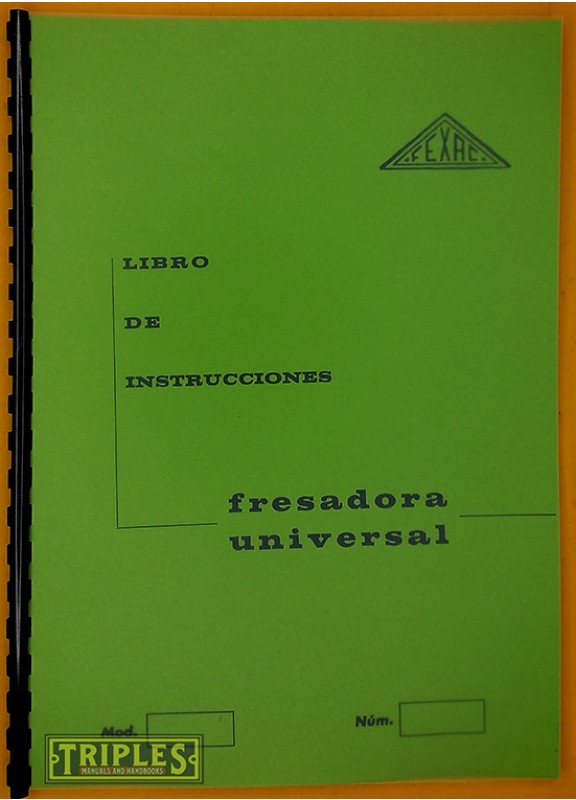 FEXAC
LIBRO
DE
INSTRUCCIONES
fresadora
universal
Mod.
Núm.
TRIPLES
MANUALS AND HANDBOOKS